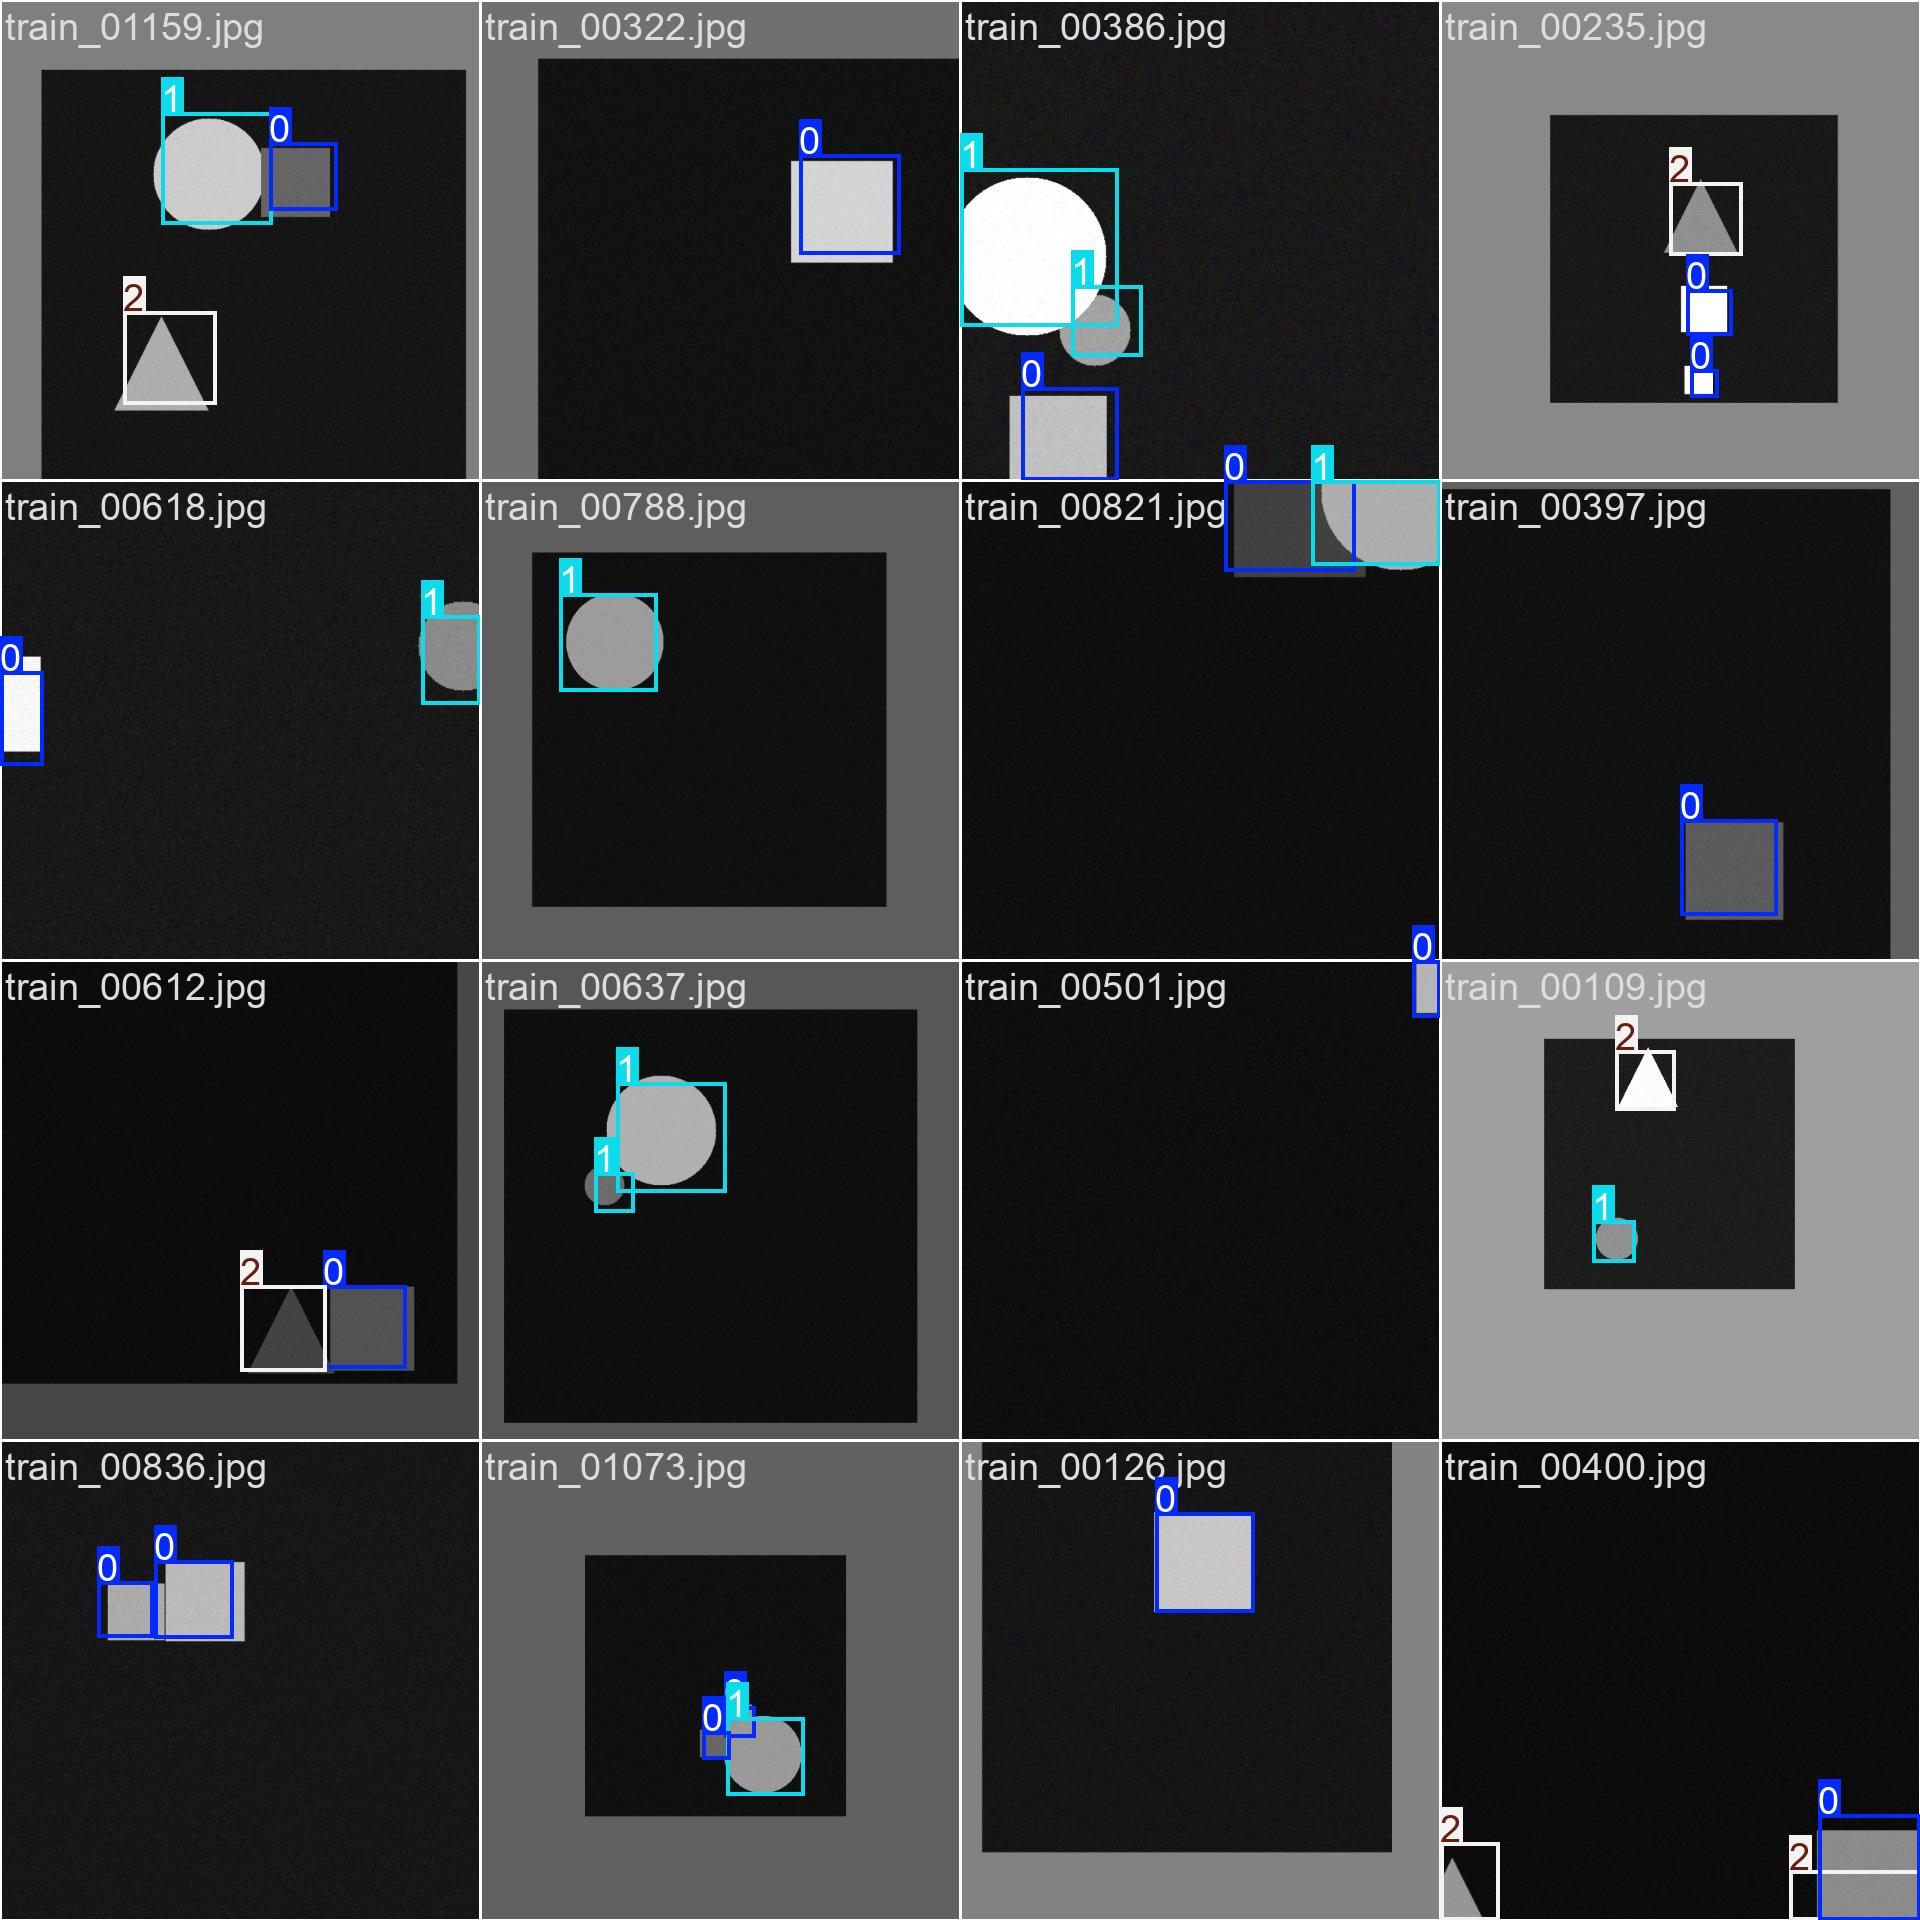 train_01159.jpg
train_00322.jpg
train_00386.jpg
train_00235.jpg
1
0
2
0
1
1
0
2
0
0
train_00618.jpg
train_00788.jpg
train_00821.jpg
train_00397.jpg
0
1
1
0
1
0
train_00612.jpg
train_00637.jpg
train_00501.jpg
train_00109.jpg
2
0
1
1
0
2
1
train_00836.jpg
train_01073.jpg
train_00126.jpg
train_00400.jpg
0
0
0
1
0
2
2
0